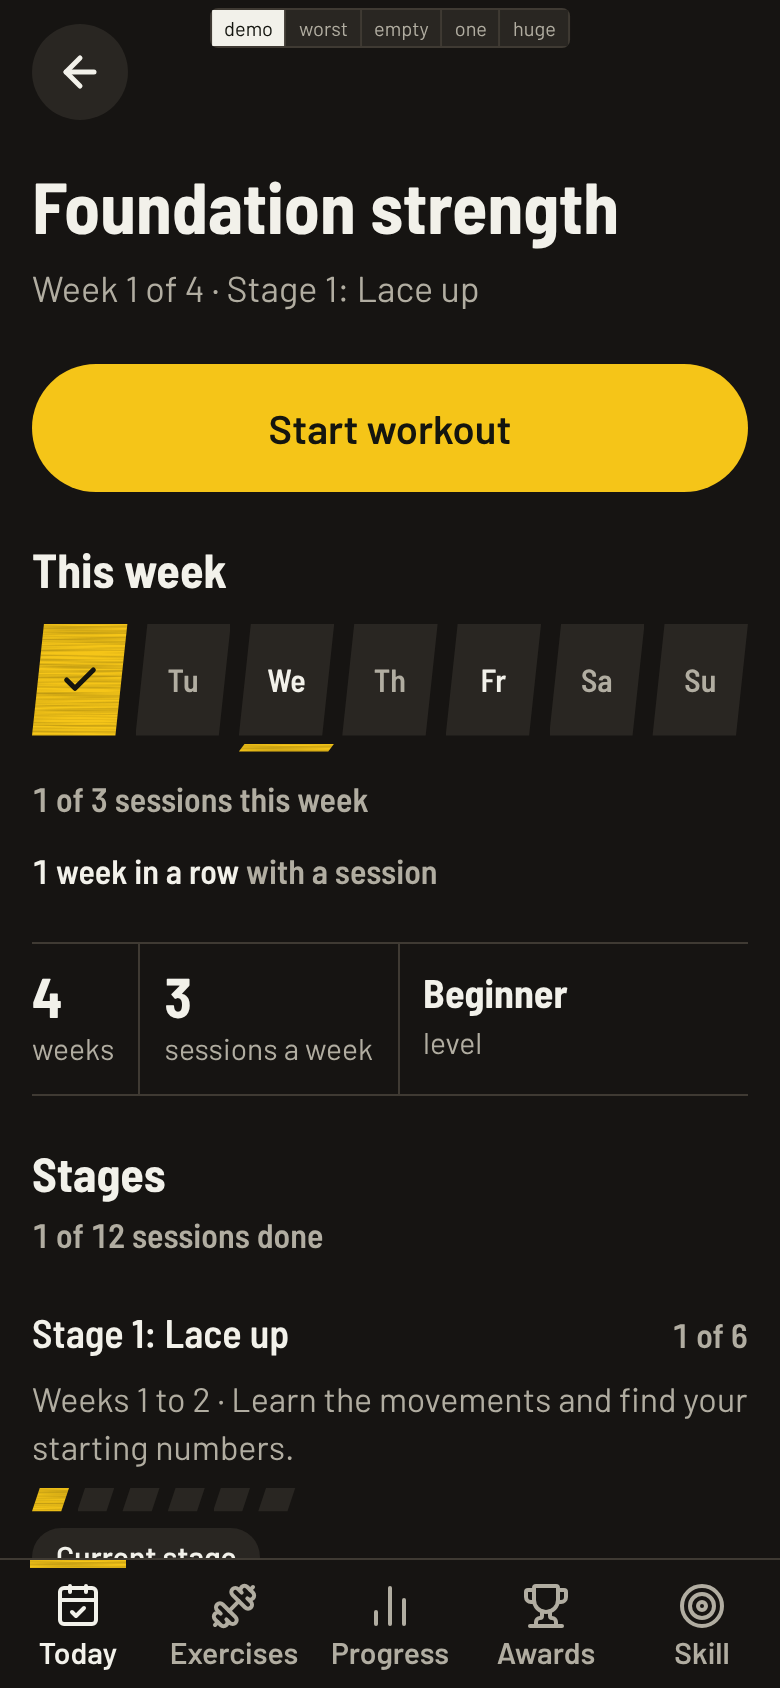 demo worst empty one huge
Foundation strength
Week 1 of 4 · Stage 1: Lace up
Start workout
This week
Tu We Th Fr Sa Su
1 of 3 sessions this week
1 week in a row with a session
4 3 Beginner
weeks sessions a week level
Stages
1 of 12 sessions done
Stage 1: Lace up 1 of 6
Weeks 1 to 2 · Learn the movements and find your
starting numbers.
Current stage
Today Exercises Progress Awards Skill